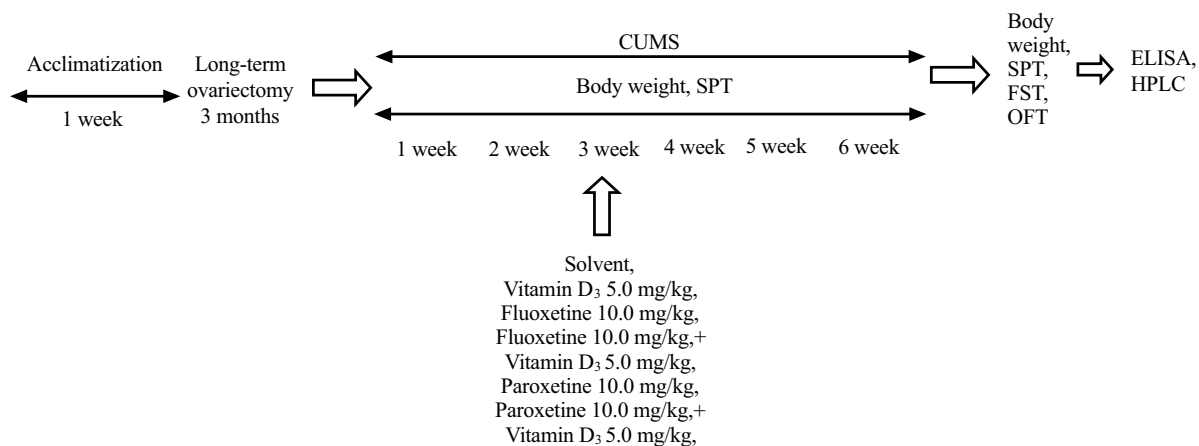 Acclimatization
1 week
Long-term
ovariectomy
3 months
CUMS
Body weight, SPT
1 week 2 week 3 week 4 week 5 week 6 week
Solvent,
Vitamin D₃ 5.0 mg/kg,
Fluoxetine 10.0 mg/kg,
Fluoxetine 10.0 mg/kg,+
Vitamin D₃ 5.0 mg/kg,
Paroxetine 10.0 mg/kg,
Paroxetine 10.0 mg/kg,+
Vitamin D₃ 5.0 mg/kg,
Body
weight,
SPT,
FST,
OFT
ELISA,
HPLC